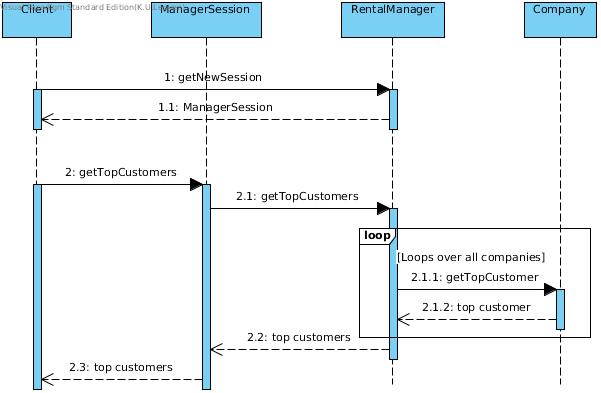 Visual Paradigm Standard Edition(K.U.Leuven)
Client
ManagerSession
RentalManager
Company
1: getNewSession
1.1: ManagerSession
2: getTopCustomers
2.1: getTopCustomers
loop
[Loops over all companies]
2.1.1: getTopCustomer
2.1.2: top customer
2.2: top customers
2.3: top customers